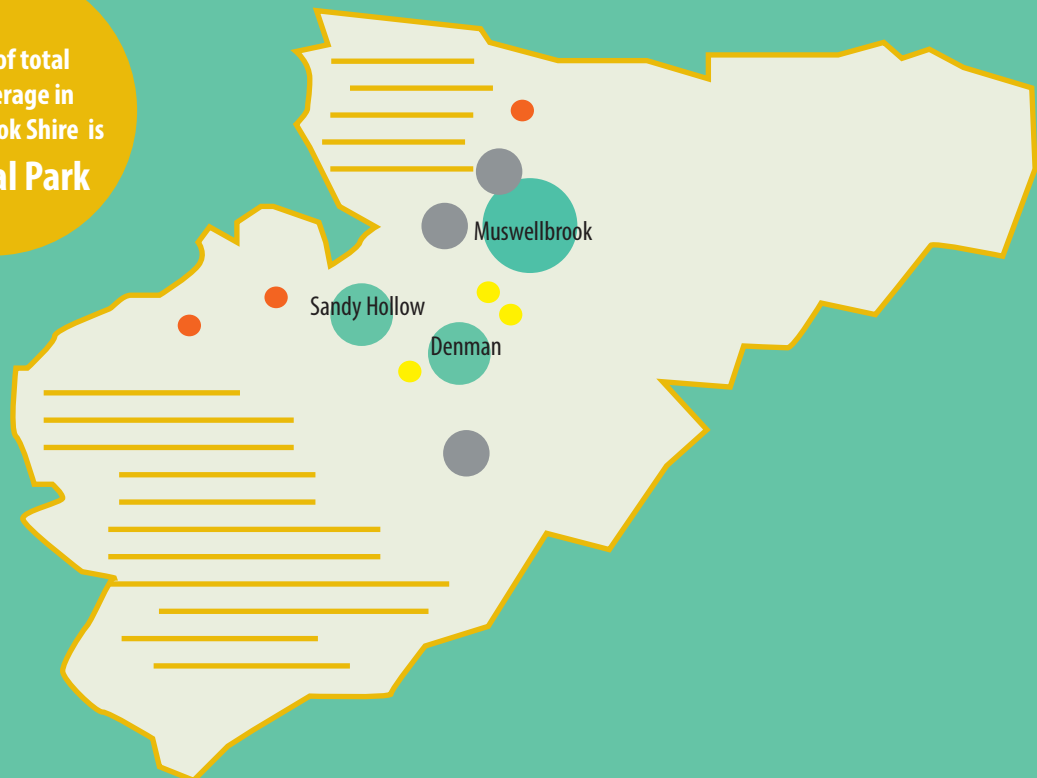 of total
erage in
ok Shire is
al Park
Muswellbrook
Sandy Hollow
Denman